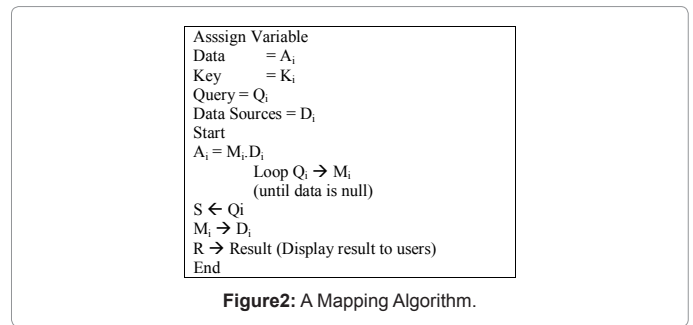 Asssign Variable
Data = Aᵢ
Key = Kᵢ
Query = Qᵢ
Data Sources = Dᵢ
Start
Aᵢ = Mᵢ.Dᵢ
Loop Qᵢ → Mᵢ
(until data is null)
S ← Qi
Mᵢ → Dᵢ
R → Result (Display result to users)
End
Figure2: A Mapping Algorithm.